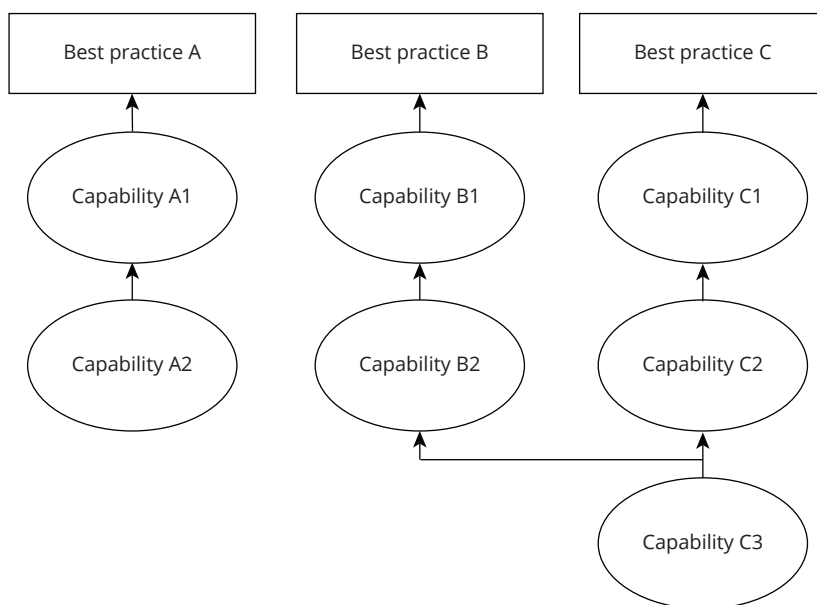 Best practice A
Best practice B
Best practice C
Capability A1
Capability B1
Capability C1
Capability A2
Capability B2
Capability C2
Capability C3